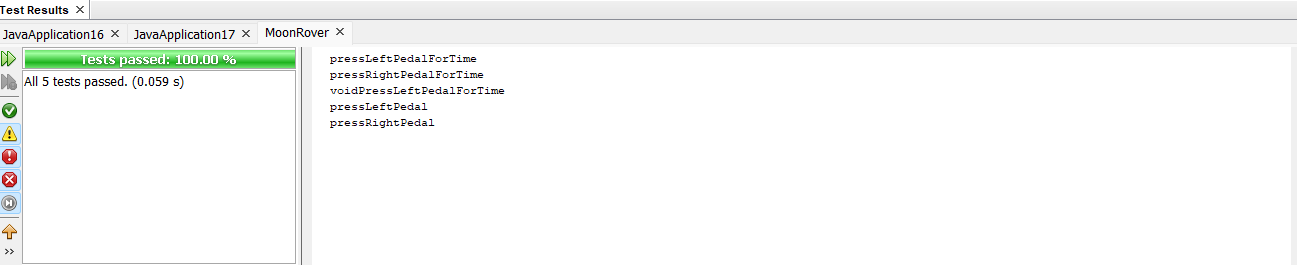 Test Results
JavaApplication16 JavaApplication17 MoonRover
Tests passed: 100.00 %
All 5 tests passed. (0.059 s)
pressLeftPedalForTime
pressRightPedalForTime
voidPressLeftPedalForTime
pressLeftPedal
pressRightPedal